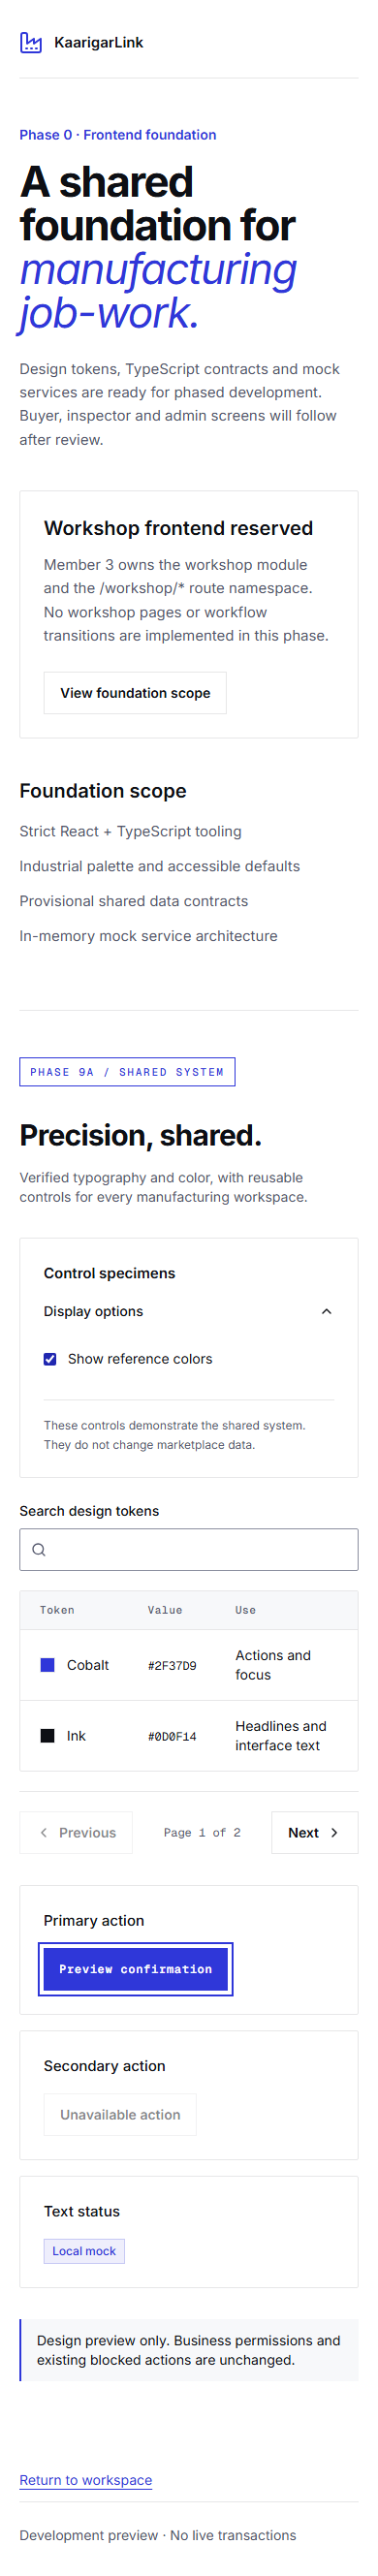 KaarigarLink
Phase 0 · Frontend foundation
A shared
foundation for
manufacturing
job-work.
Design tokens, TypeScript contracts and mock
services are ready for phased development.
Buyer, inspector and admin screens will follow
after review.
Workshop frontend reserved
Member 3 owns the workshop module
and the /workshop/* route namespace.
No workshop pages or workflow
transitions are implemented in this phase.
View foundation scope
Foundation scope
Strict React + TypeScript tooling
Industrial palette and accessible defaults
Provisional shared data contracts
In-memory mock service architecture
PHASE 9A / SHARED SYSTEM
Precision, shared.
Verified typography and color, with reusable
controls for every manufacturing workspace.
Control specimens
Display options
Show reference colors
These controls demonstrate the shared system.
They do not change marketplace data.
Search design tokens
Token Value Use
Cobalt #2F37D9 Actions and
focus
Ink #0D0F14 Headlines and
interface text
Previous Page 1 of 2 Next
Primary action
Preview confirmation
Secondary action
Unavailable action
Text status
Local mock
Design preview only. Business permissions and
existing blocked actions are unchanged.
Return to workspace
Development preview · No live transactions